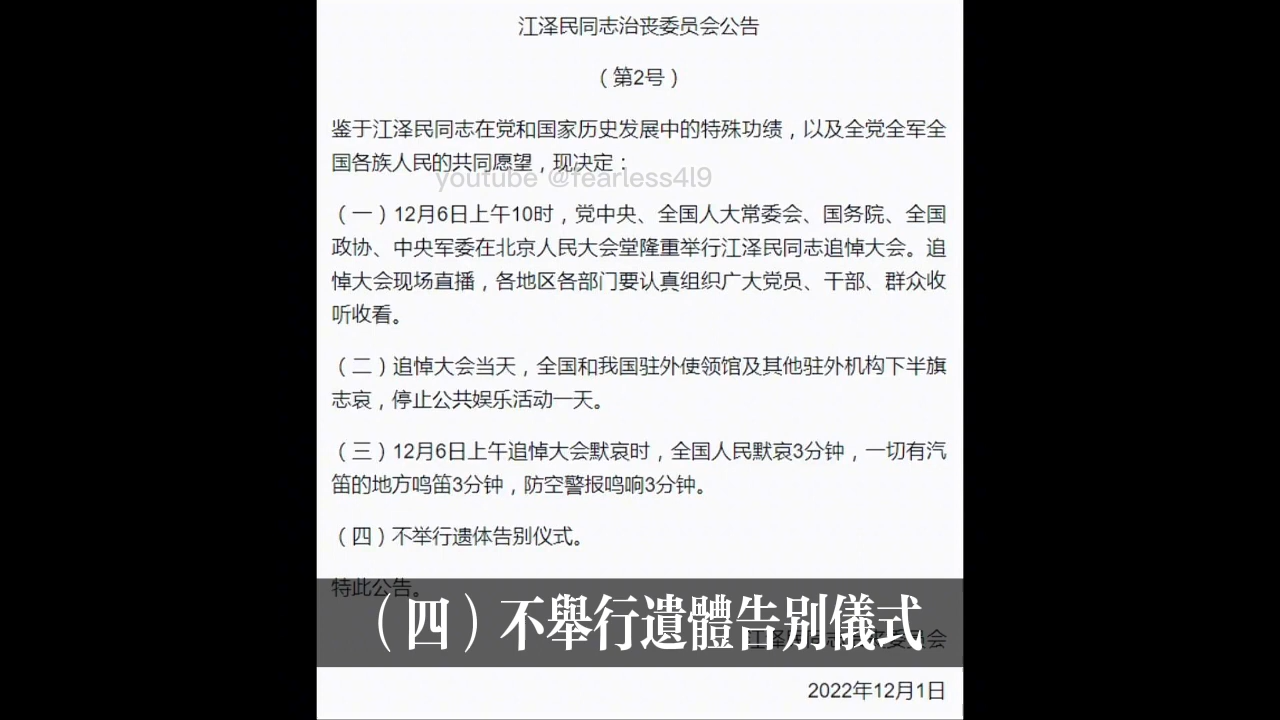 江泽民同志治丧委员会公告
（第2号）
鉴于江泽民同志在党和国家历史发展中的特殊功绩，以及全党全军全
国各族人民的共同愿望，现决定：
youtube @fearless4l9
（一）12月6日上午10时，党中央、全国人大常委会、国务院、全国
政协、中央军委在北京人民大会堂隆重举行江泽民同志追悼大会。追
悼大会现场直播，各地区各部门要认真组织广大党员、干部、群众收
听收看。
（二）追悼大会当天，全国和我国驻外使领馆及其他驻外机构下半旗
志哀，停止公共娱乐活动一天。
（三）12月6日上午追悼大会默哀时，全国人民默哀3分钟，一切有汽
笛的地方鸣笛3分钟，防空警报鸣响3分钟。
（四）不举行遗体告别仪式。
特此公告。
（四）不舉行遺體告別儀式
江泽民同志治丧委员会
2022年12月1日